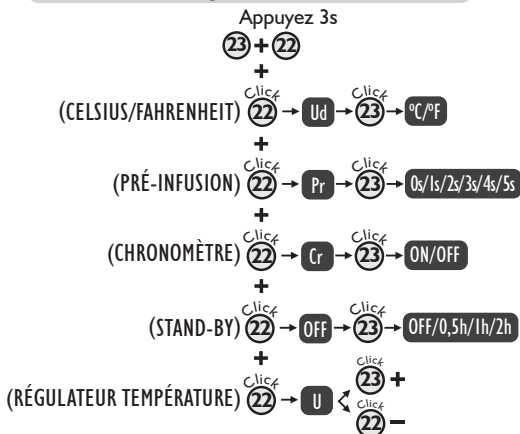 Appuyez 3s
23 + 22
+
(CELSIUS/FAHRENHEIT) Click 22 → Ud → Click 23 → ºC/ºF
+
(PRÉ-INFUSION) Click 22 → Pr → Click 23 → 0s/1s/2s/3s/4s/5s
+
(CHRONOMÈTRE) Click 22 → Cr → Click 23 → ON/OFF
+
(STAND-BY) Click 22 → OFF → Click 23 → OFF/0,5h/1h/2h
+
(RÉGULATEUR TEMPÉRATURE) Click 22 → U
Click 23 +
Click 22 −